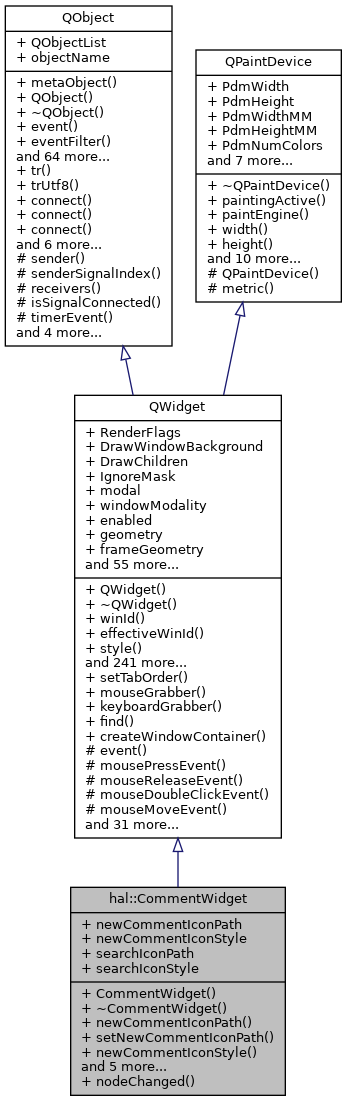 QObject
+ QObjectList
+ objectName
+ metaObject()
+ QObject()
+ ~QObject()
+ event()
+ eventFilter()
and 64 more...
+ tr()
+ trUtf8()
+ connect()
+ connect()
+ connect()
and 6 more...
# sender()
# senderSignalIndex()
# receivers()
# isSignalConnected()
# timerEvent()
and 4 more...
QPaintDevice
+ PdmWidth
+ PdmHeight
+ PdmWidthMM
+ PdmHeightMM
+ PdmNumColors
and 7 more...
+ ~QPaintDevice()
+ paintingActive()
+ paintEngine()
+ width()
+ height()
and 10 more...
# QPaintDevice()
# metric()
QWidget
+ RenderFlags
+ DrawWindowBackground
+ DrawChildren
+ IgnoreMask
+ modal
+ windowModality
+ enabled
+ geometry
+ frameGeometry
and 55 more...
+ QWidget()
+ ~QWidget()
+ winId()
+ effectiveWinId()
+ style()
and 241 more...
+ setTabOrder()
+ mouseGrabber()
+ keyboardGrabber()
+ find()
+ createWindowContainer()
# event()
# mousePressEvent()
# mouseReleaseEvent()
# mouseDoubleClickEvent()
# mouseMoveEvent()
and 31 more...
hal::CommentWidget
+ newCommentIconPath
+ newCommentIconStyle
+ searchIconPath
+ searchIconStyle
+ CommentWidget()
+ ~CommentWidget()
+ newCommentIconPath()
+ setNewCommentIconPath()
+ newCommentIconStyle()
and 5 more...
+ nodeChanged()